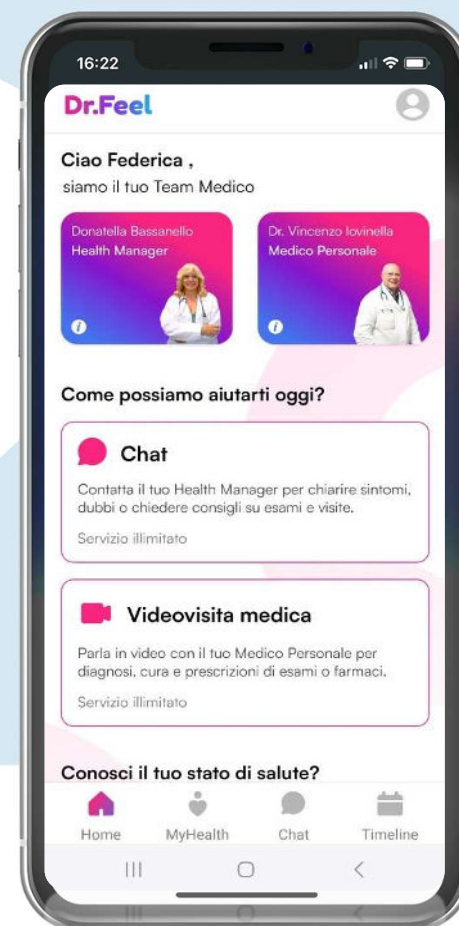 16:22
Dr.Feel
Ciao Federica ,
siamo il tuo Team Medico
Donatella Bassanello
Health Manager
Dr. Vincenzo Iovinella
Medico Personale
Come possiamo aiutarti oggi?
Chat
Contatta il tuo Health Manager per chiarire sintomi,
dubbi o chiedere consigli su esami e visite.
Servizio illimitato
Videovisita medica
Parla in video con il tuo Medico Personale per
diagnosi, cura e prescrizioni di esami o farmaci.
Servizio illimitato
Conosci il tuo stato di salute?
Home
MyHealth
Chat
Timeline